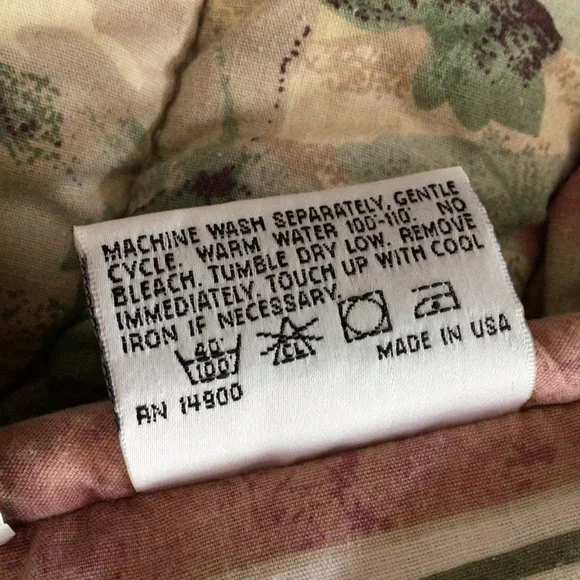 MACHINE WASH SEPARATELY, GENTLE
CYCLE, WARM WATER 100°-110°. NO
BLEACH. TUMBLE DRY LOW. REMOVE
IMMEDIATELY, TOUCH UP WITH COOL
IRON IF NECESSARY.
40°
100°
CL
MADE IN USA
RN 14900